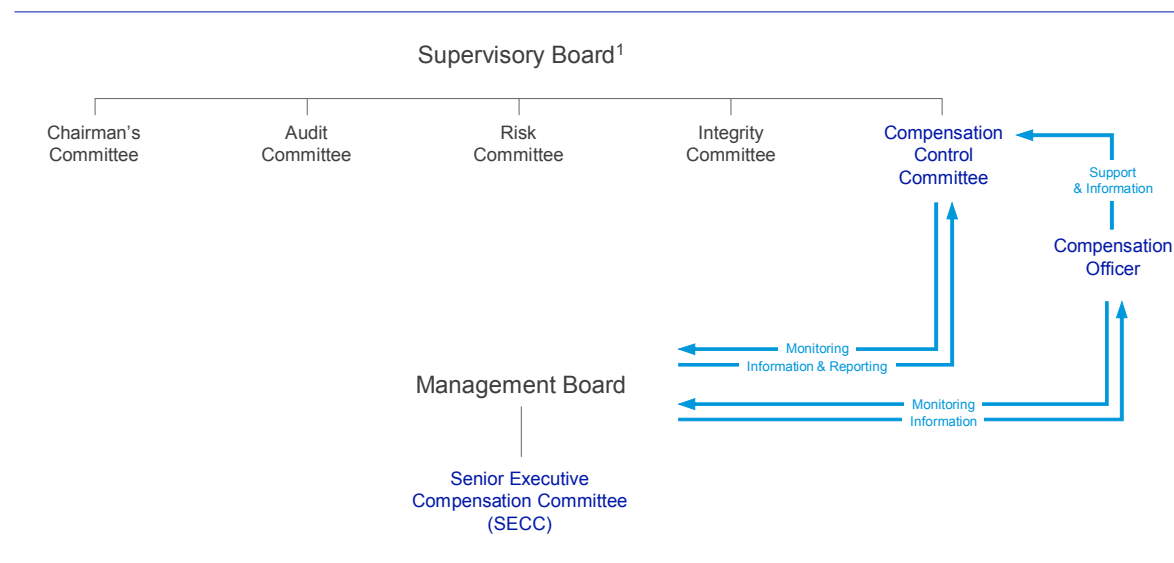 Supervisory Board1
Chairman's
Committee
Audit
Committee
Risk
Committee
Integrity
Committee
Compensation
Control
Committee
Support
& Information
Compensation
Officer
Monitoring
Information & Reporting
Management Board
Monitoring
Information
Senior Executive
Compensation Committee
(SECC)